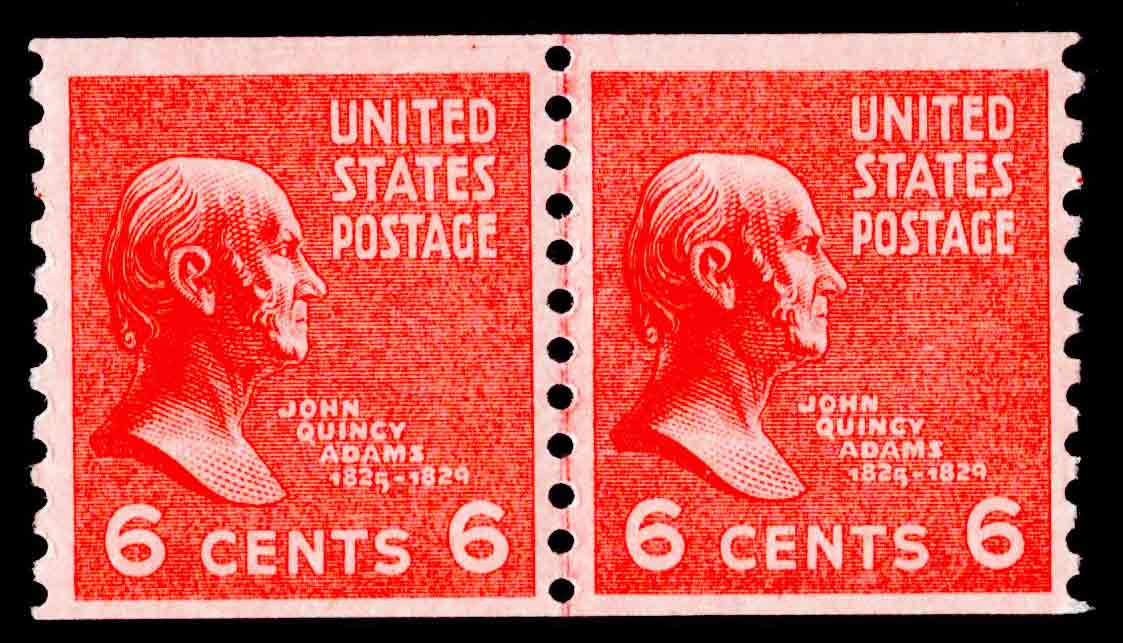 UNITED
STATES
POSTAGE
JOHN
QUINCY
ADAMS
1825-1829
6 CENTS 6
UNITED
STATES
POSTAGE
JOHN
QUINCY
ADAMS
1825-1829
6 CENTS 6